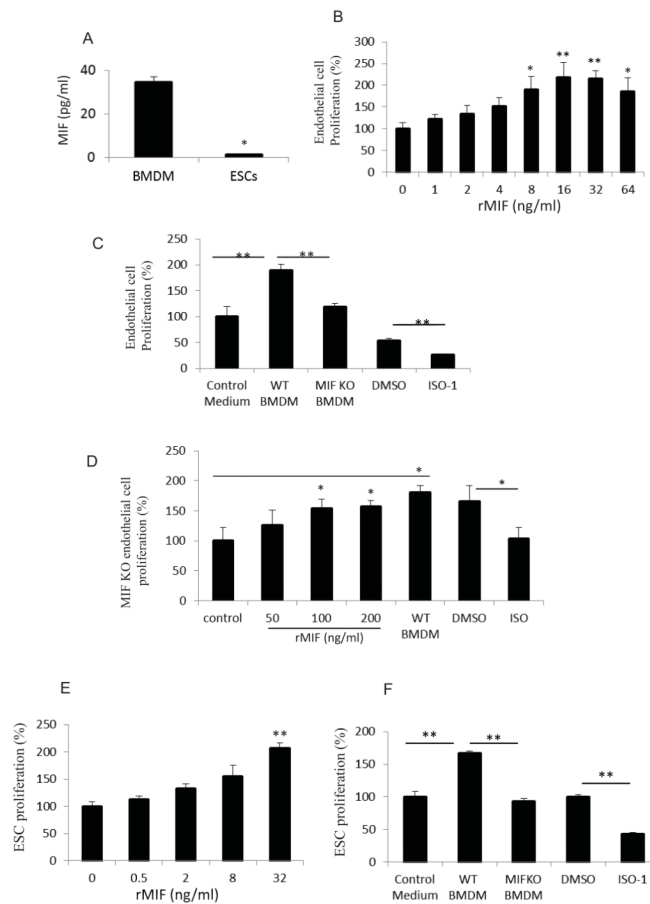 A
MIF (pg/ml)
40
20
0
*
BMDM ESCs
B
Endothelial cell
Proliferation (%)
300
250
200
150
100
50
0
* ** ** *
0 1 2 4 8 16 32 64
rMIF (ng/ml)
C
Endothelial cell
Proliferation (%)
250
200
150
100
50
0
** ** **
Control WT MIF KO DMSO ISO-1
Medium BMDM BMDM
D
MIF KO endothelial cell
proliferation (%)
250
200
150
100
50
0
* * * *
control 50 100 200 WT DMSO ISO
rMIF (ng/ml) BMDM
E
ESC proliferation (%)
250
200
150
100
50
0
**
0 0.5 2 8 32
rMIF (ng/ml)
F
ESC proliferation (%)
200
150
100
50
0
** ** **
Control WT MIFKO DMSO ISO-1
Medium BMDM BMDM